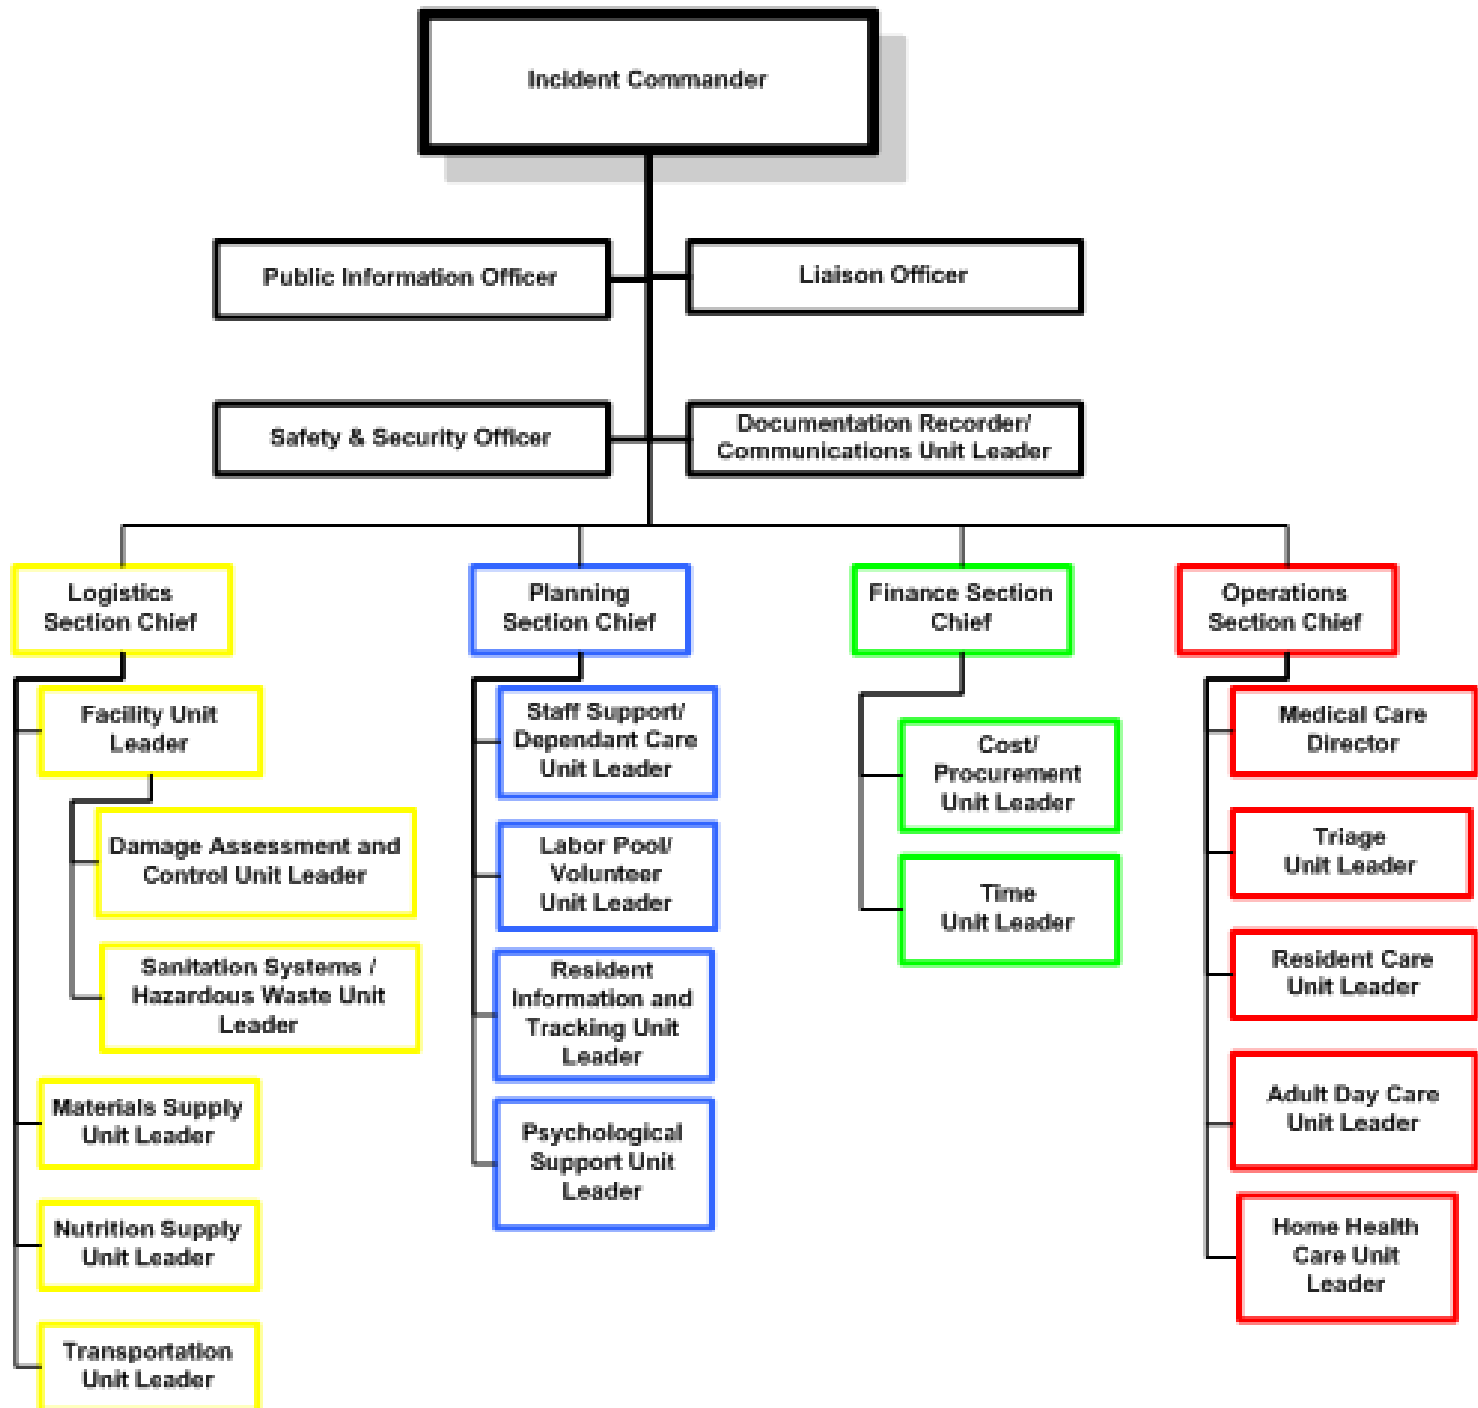 Incident Commander
Public Information Officer
Liaison Officer
Safety & Security Officer
Documentation Recorder/
Communications Unit Leader
Logistics
Section Chief
Facility Unit
Leader
Damage Assessment and
Control Unit Leader
Sanitation Systems /
Hazardous Waste Unit
Leader
Materials Supply
Unit Leader
Nutrition Supply
Unit Leader
Transportation
Unit Leader
Planning
Section Chief
Staff Support/
Dependant Care
Unit Leader
Labor Pool/
Volunteer
Unit Leader
Resident
Information and
Tracking Unit
Leader
Psychological
Support Unit
Leader
Finance Section
Chief
Cost/
Procurement
Unit Leader
Time
Unit Leader
Operations
Section Chief
Medical Care
Director
Triage
Unit Leader
Resident Care
Unit Leader
Adult Day Care
Unit Leader
Home Health
Care Unit
Leader